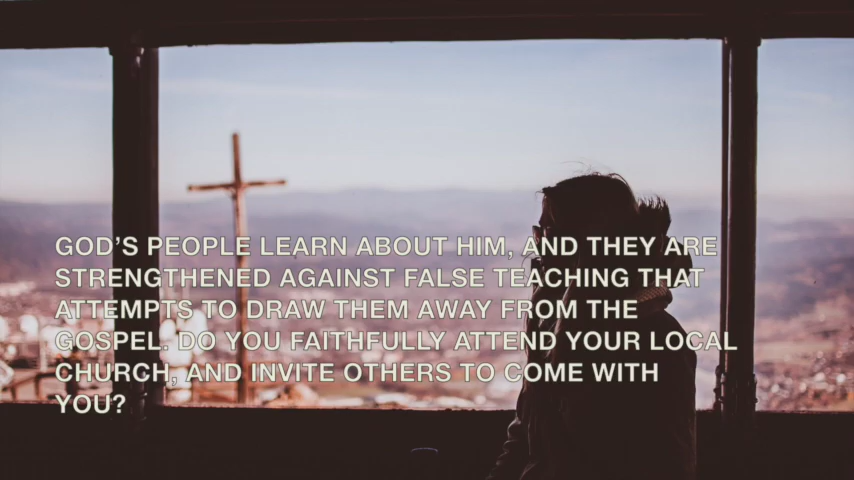 GOD’S PEOPLE LEARN ABOUT HIM, AND THEY ARE
STRENGTHENED AGAINST FALSE TEACHING THAT
ATTEMPTS TO DRAW THEM AWAY FROM THE
GOSPEL. DO YOU FAITHFULLY ATTEND YOUR LOCAL
CHURCH, AND INVITE OTHERS TO COME WITH
YOU?